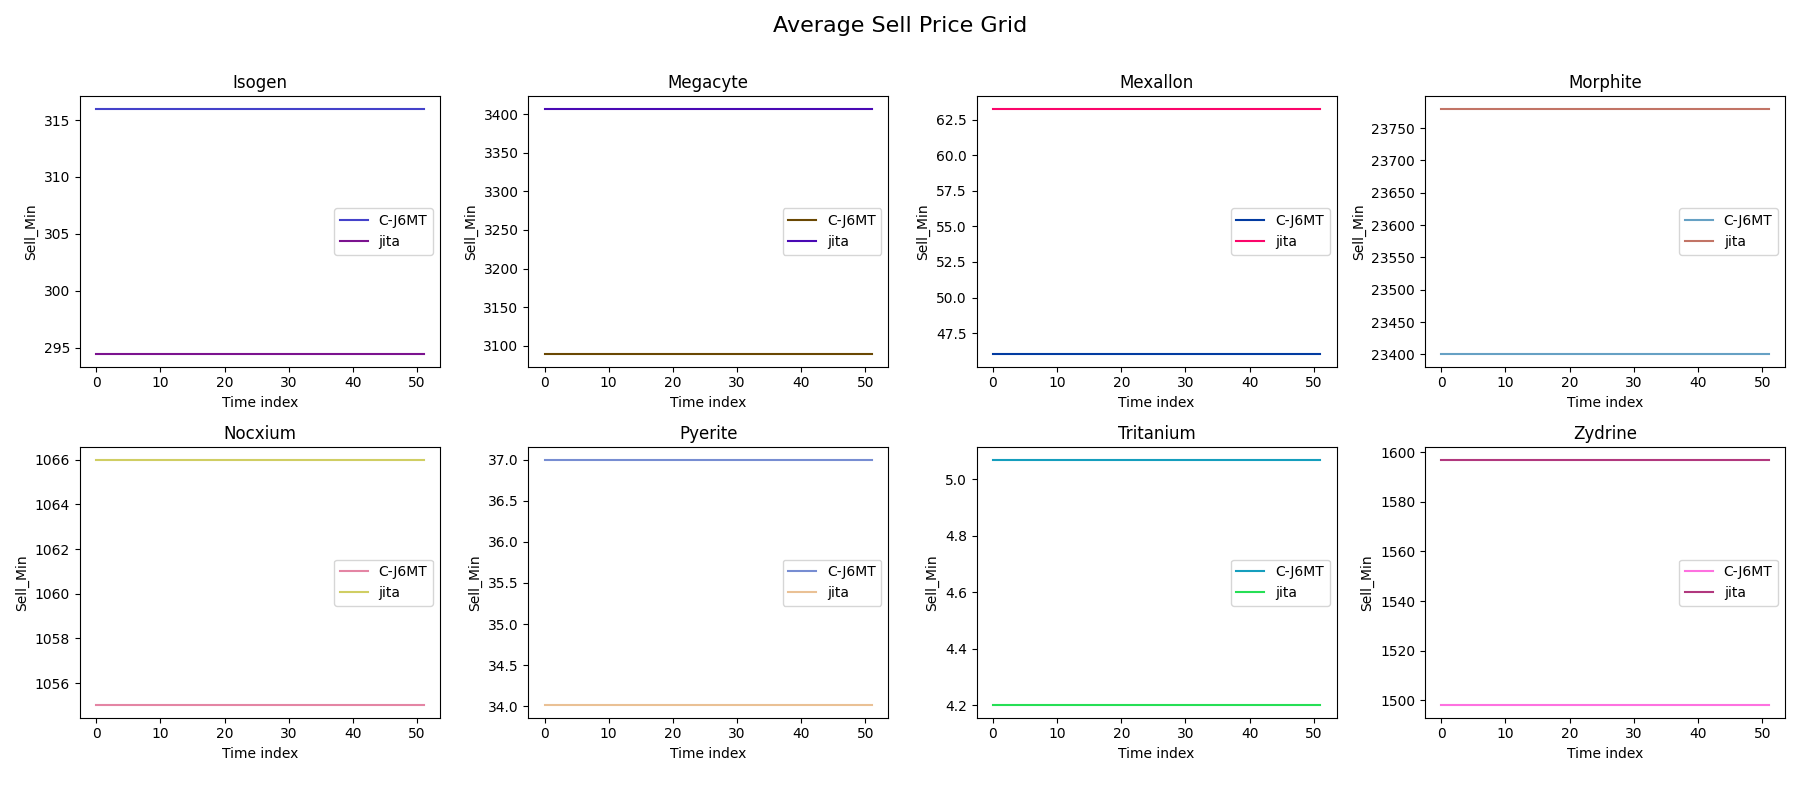 Average Sell Price Grid
Isogen
Sell_Min
315
310
305
300
295
C-J6MT
jita
0 10 20 30 40 50
Time index
Megacyte
Sell_Min
3400
3350
3300
3250
3200
3150
3100
C-J6MT
jita
0 10 20 30 40 50
Time index
Mexallon
Sell_Min
62.5
60.0
57.5
55.0
52.5
50.0
47.5
C-J6MT
jita
0 10 20 30 40 50
Time index
Morphite
Sell_Min
23750
23700
23650
23600
23550
23500
23450
23400
C-J6MT
jita
0 10 20 30 40 50
Time index
Nocxium
Sell_Min
1066
1064
1062
1060
1058
1056
C-J6MT
jita
0 10 20 30 40 50
Time index
Pyerite
Sell_Min
37.0
36.5
36.0
35.5
35.0
34.5
34.0
C-J6MT
jita
0 10 20 30 40 50
Time index
Tritanium
Sell_Min
5.0
4.8
4.6
4.4
4.2
C-J6MT
jita
0 10 20 30 40 50
Time index
Zydrine
Sell_Min
1600
1580
1560
1540
1520
1500
C-J6MT
jita
0 10 20 30 40 50
Time index